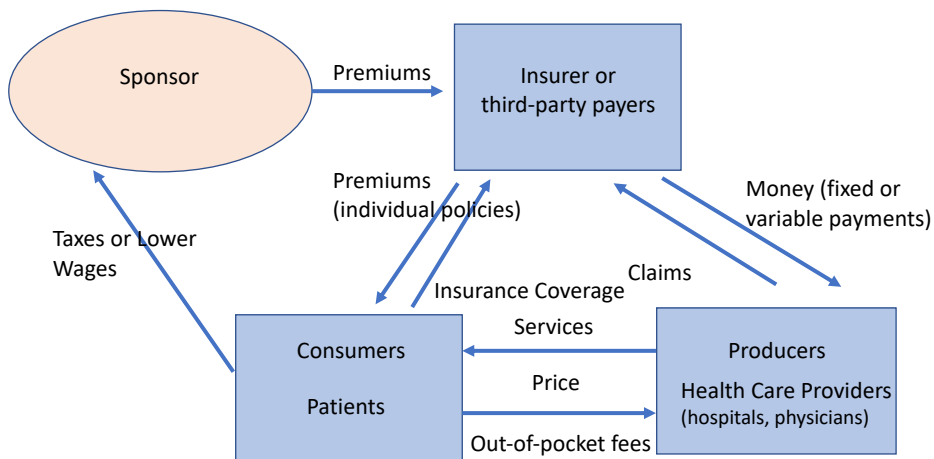 Sponsor
Premiums
Insurer or
third-party payers
Premiums
(individual policies)
Money (fixed or
variable payments)
Taxes or Lower
Wages
Claims
Insurance Coverage
Services
Consumers
Patients
Price
Out-of-pocket fees
Producers
Health Care Providers
(hospitals, physicians)